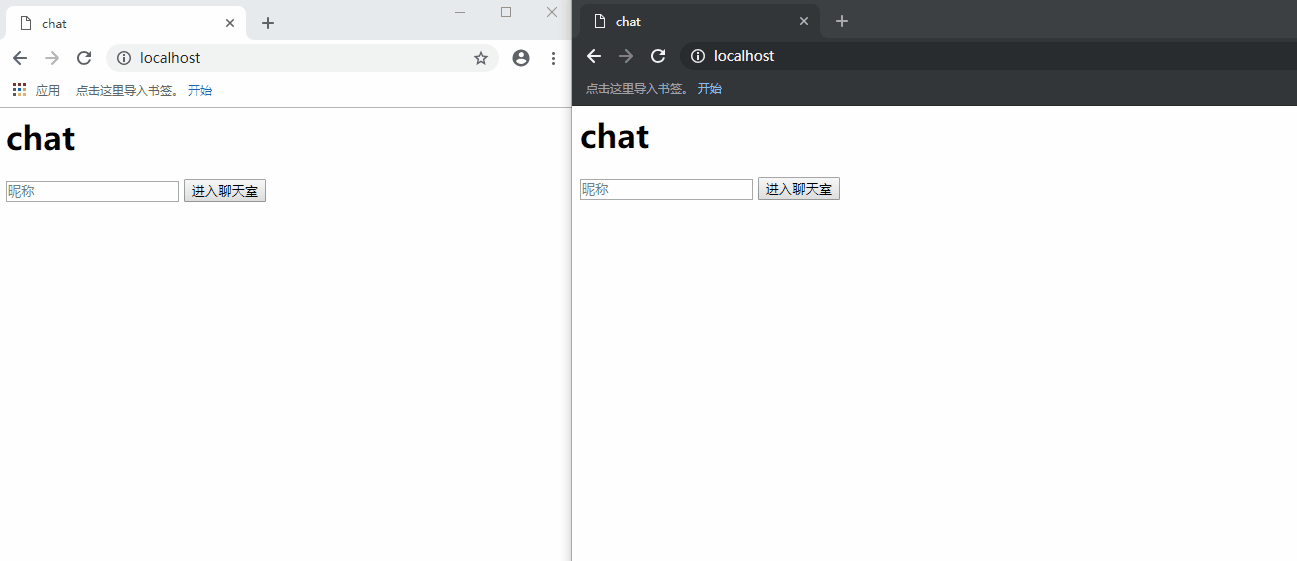 chat
localhost
应用 点击这里导入书签。 开始
chat
昵称 进入聊天室
chat
localhost
点击这里导入书签。 开始
chat
昵称 进入聊天室